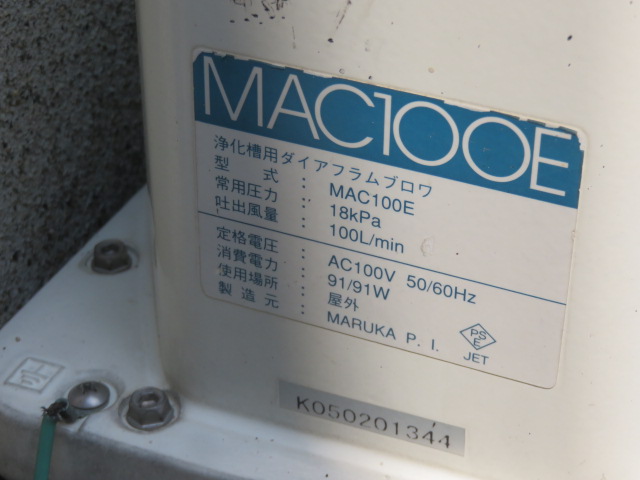 MAC100E
浄化槽用ダイアフラムブロワ
型式 : MAC100E
常用圧力 : 18kPa
吐出風量 : 100L/min
定格電圧 : AC100V 50/60Hz
消費電力 : 91/91W
使用場所 : 屋外
製造元 : MARUKA P. I.
PS
E
JET
K050201344